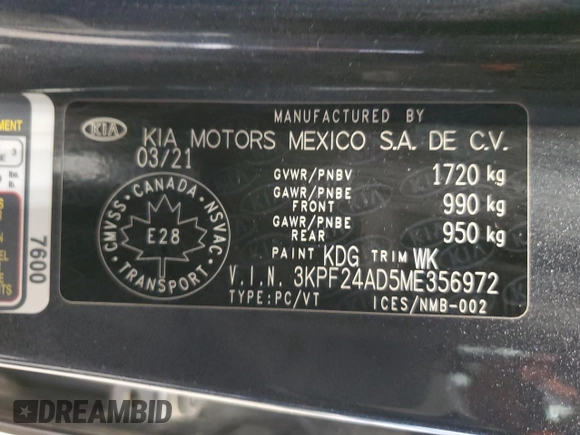 MANUFACTURED BY
KIA
KIA MOTORS MEXICO S.A. DE C.V.
03/21
GVWR/PNBV 1720 kg
GAWR/PNBE FRONT 990 kg
GAWR/PNBE REAR 950 kg
CANADA
CMVSS
NSVAC
E28
TRANSPORT
PAINT KDG TRIM WK
V.I.N. 3KPF24AD5ME356972
TYPE:PC/VT ICES/NMB-002
7600
DREAMBID